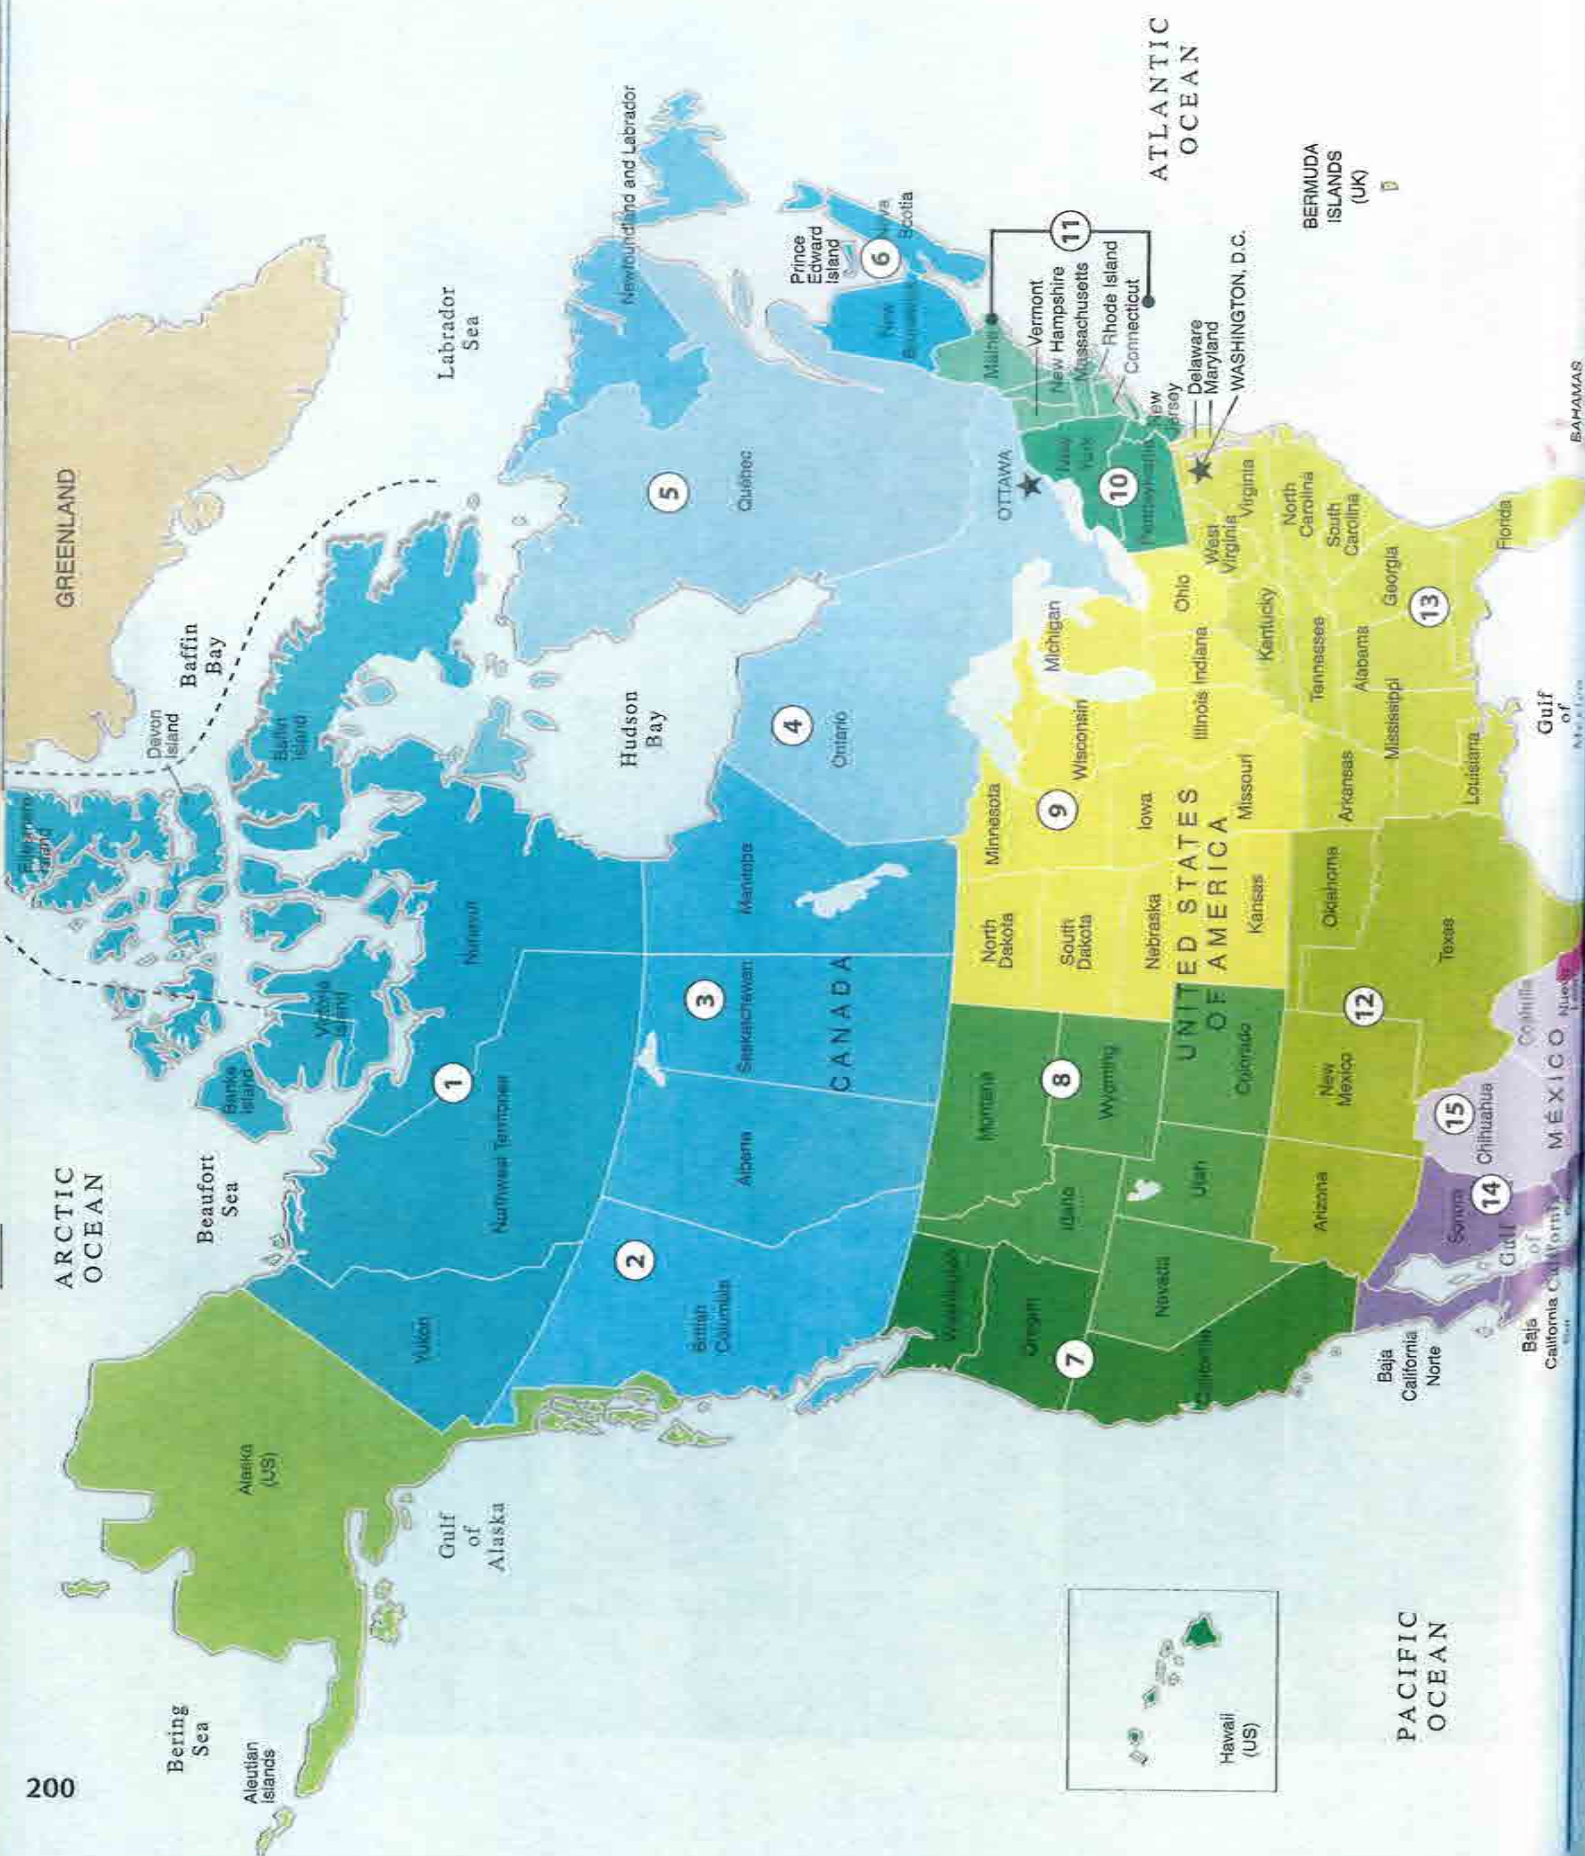 200
ARCTIC
OCEAN
Bering
Sea
Aleutian
Islands
Alaska
(US)
Gulf
of
Alaska
Beaufort
Sea
Banks
Island
Victoria
Island
Devon
Island
Baffin
Island
Baffin
Bay
GREENLAND
Labrador
Sea
Hudson
Bay
Yukon
Northwest Territories
Nunavut
1
British
Columbia
2
Alberta
Saskatchewan
3
Manitoba
CANADA
Ontario
4
Québec
5
Newfoundland and Labrador
Prince
Edward
Island
6
Nova
Scotia
New
Brunswick
OTTAWA
Washington
Oregon
7
California
Nevada
Idaho
Montana
8
Wyoming
Utah
Colorado
UNITED STATES
OF AMERICA
North
Dakota
South
Dakota
Nebraska
Kansas
Minnesota
9
Iowa
Missouri
Wisconsin
Illinois
Indiana
Michigan
Ohio
10
New
York
Pennsylvania
New
Jersey
Maine
11
Vermont
New Hampshire
Massachusetts
Rhode Island
Connecticut
Delaware
Maryland
WASHINGTON, D.C.
ATLANTIC
OCEAN
BERMUDA
ISLANDS
(UK)
Arizona
New
Mexico
12
Texas
Oklahoma
Arkansas
Louisiana
Mississippi
Alabama
Tennessee
Kentucky
West
Virginia
Virginia
North
Carolina
South
Carolina
Georgia
13
Florida
BAHAMAS
Gulf
of
Baja
California
Norte
Sonora
14
Chihuahua
15
Coahuila
MÉXICO
Gulf
of
California
Baja
California
Hawaii
(US)
PACIFIC
OCEAN